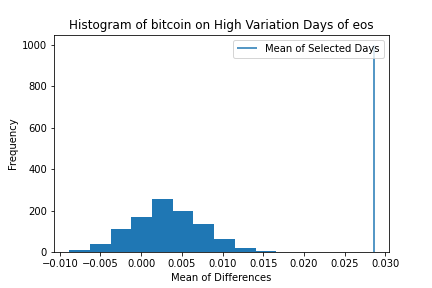 Histogram of bitcoin on High Variation Days of eos
Mean of Selected Days
1000
800
600
400
200
0
Frequency
-0.010 -0.005 0.000 0.005 0.010 0.015 0.020 0.025 0.030
Mean of Differences